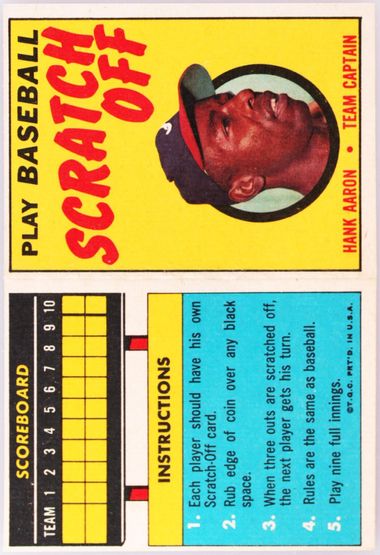 PLAY BASEBALL
SCRATCH
OFF
HANK AARON • TEAM CAPTAIN
SCOREBOARD
TEAM 1 2 3 4 5 6 7 8 9 10
INSTRUCTIONS
1. Each player should have his own
Scratch-Off card.
2. Rub edge of coin over any black
space.
3. When three outs are scratched off,
the next player gets his turn.
4. Rules are the same as baseball.
5. Play nine full innings.
©T.C.G. PRT'D. IN U.S.A.